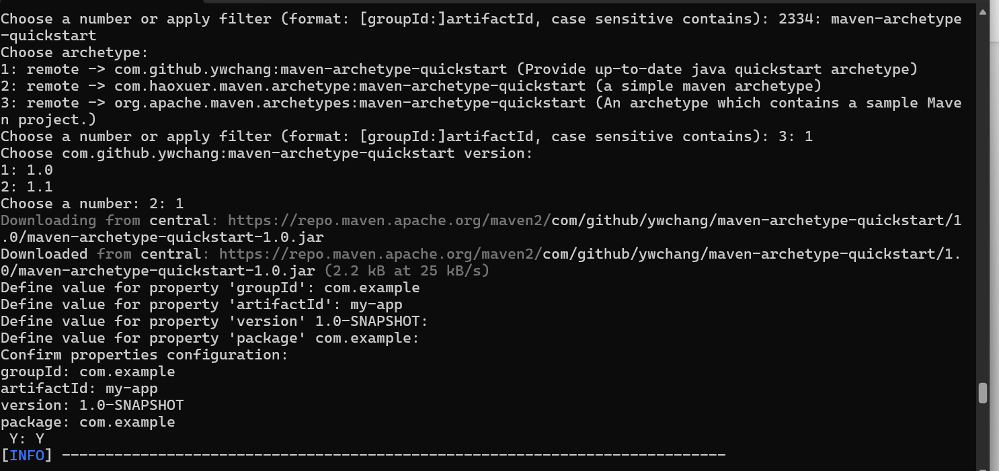 Choose a number or apply filter (format: [groupId:]artifactId, case sensitive contains): 2334: maven-archetype
-quickstart
Choose archetype:
1: remote -> com.github.ywchang:maven-archetype-quickstart (Provide up-to-date java quickstart archetype)
2: remote -> com.haoxuer.maven.archetype:maven-archetype-quickstart (a simple maven archetype)
3: remote -> org.apache.maven.archetypes:maven-archetype-quickstart (An archetype which contains a sample Mave
n project.)
Choose a number or apply filter (format: [groupId:]artifactId, case sensitive contains): 3: 1
Choose com.github.ywchang:maven-archetype-quickstart version:
1: 1.0
2: 1.1
Choose a number: 2: 1
Downloading from central: https://repo.maven.apache.org/maven2/com/github/ywchang/maven-archetype-quickstart/1
.0/maven-archetype-quickstart-1.0.jar
Downloaded from central: https://repo.maven.apache.org/maven2/com/github/ywchang/maven-archetype-quickstart/1.
0/maven-archetype-quickstart-1.0.jar (2.2 kB at 25 kB/s)
Define value for property 'groupId': com.example
Define value for property 'artifactId': my-app
Define value for property 'version' 1.0-SNAPSHOT:
Define value for property 'package' com.example:
Confirm properties configuration:
groupId: com.example
artifactId: my-app
version: 1.0-SNAPSHOT
package: com.example
 Y: Y
[INFO] ----------------------------------------------------------------------------